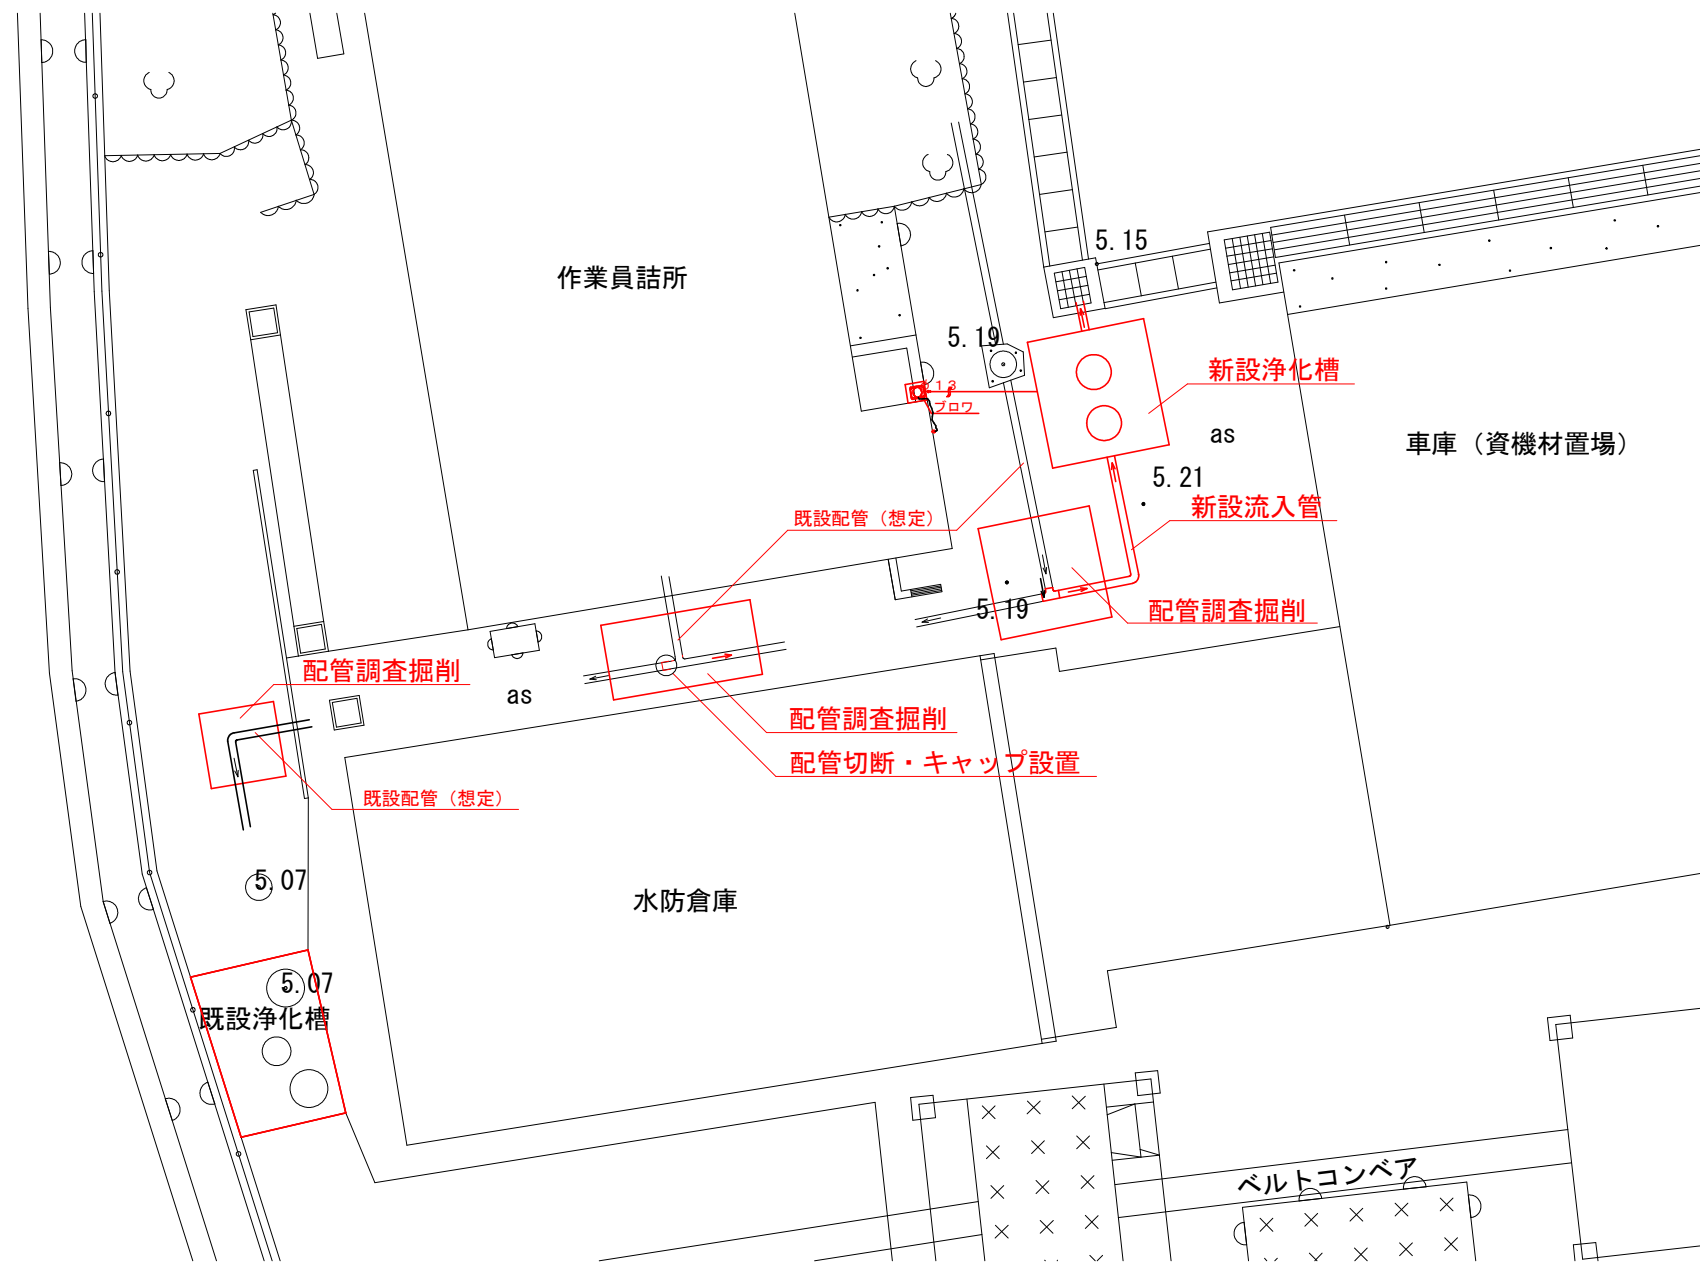 5.15
作業員詰所
5.19
新設浄化槽
13
ブロワ
as
車庫（資機材置場）
5.21
新設流入管
既設配管（想定）
5.19
配管調査掘削
配管調査掘削
as
配管調査掘削
配管切断・キャップ設置
既設配管（想定）
5.07
水防倉庫
5.07
既設浄化槽
ベルトコンベア